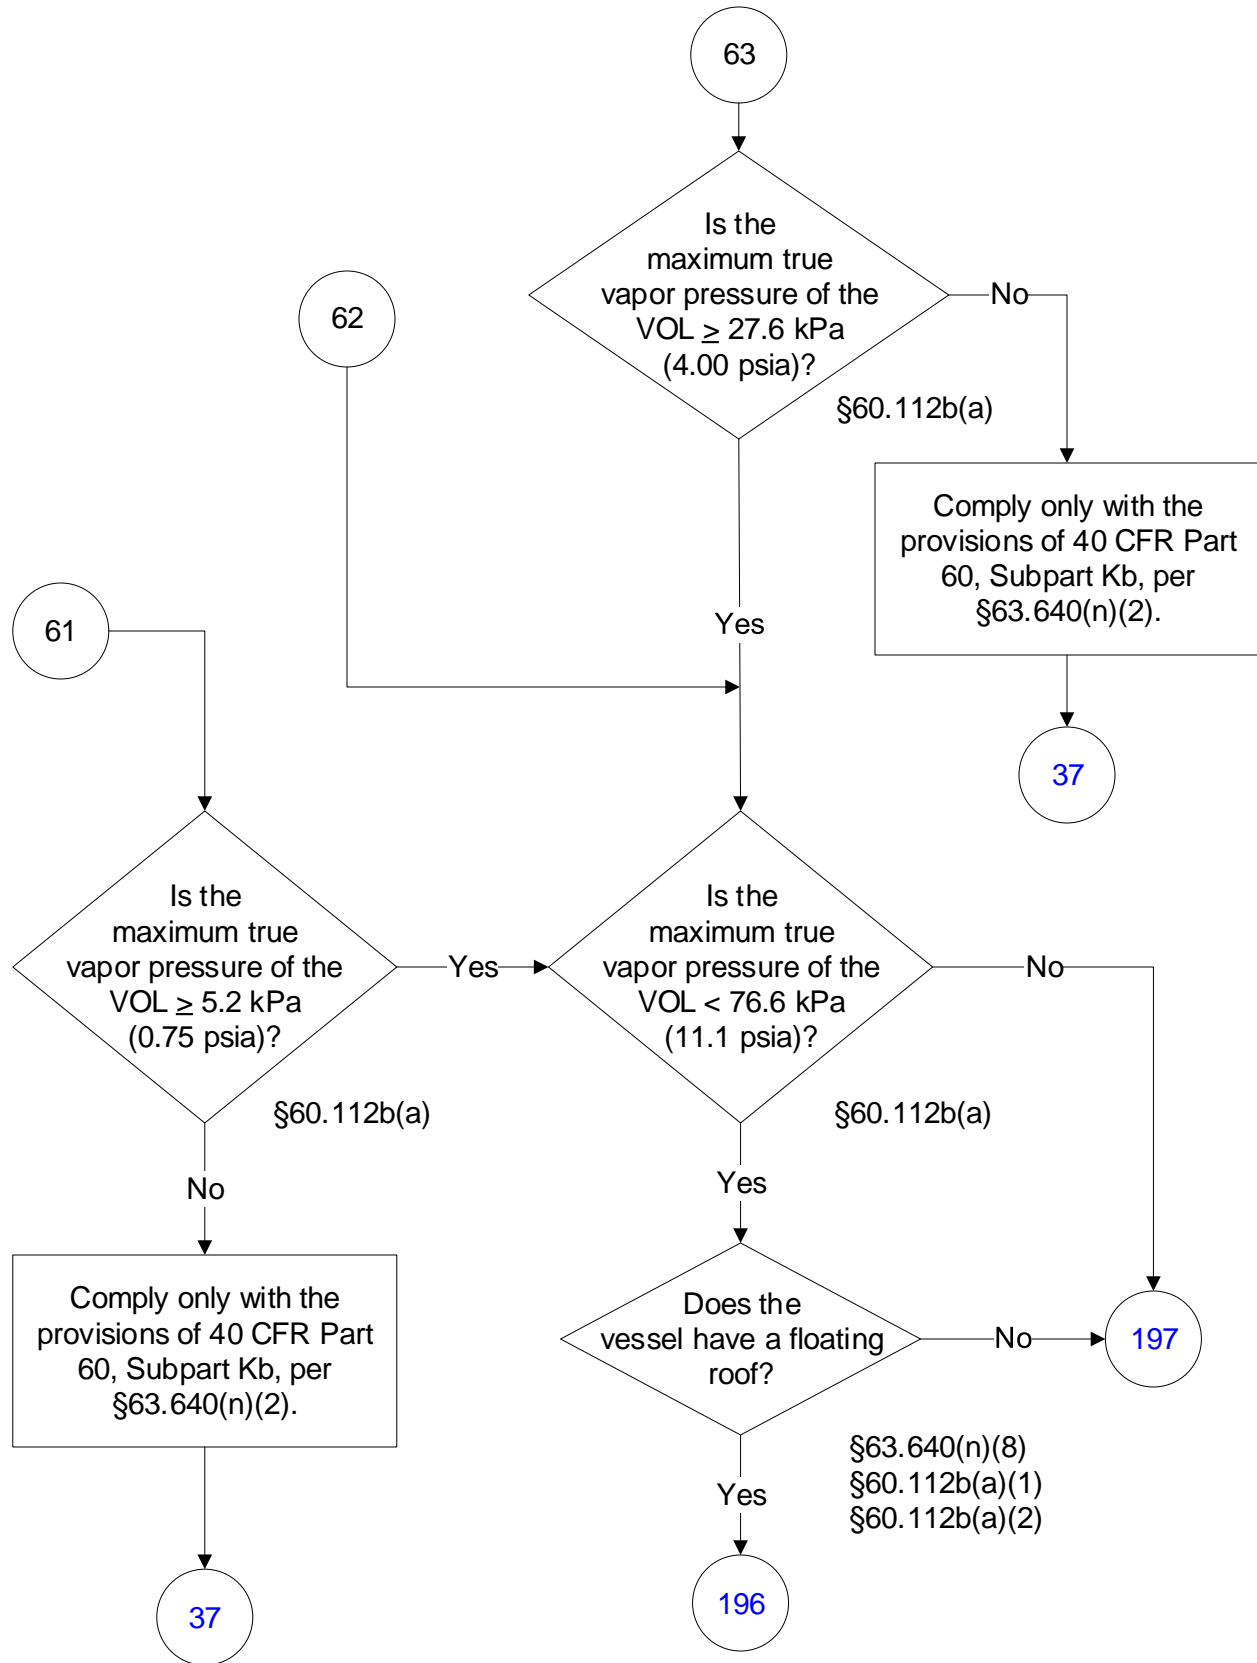 63
Is the
maximum true
vapor pressure of the
VOL ≥ 27.6 kPa
(4.00 psia)?
No
§60.112b(a)
62
Comply only with the
provisions of 40 CFR Part
60, Subpart Kb, per
§63.640(n)(2).
Yes
61
37
Is the
maximum true
vapor pressure of the
VOL ≥ 5.2 kPa
(0.75 psia)?
Yes
§60.112b(a)
Is the
maximum true
vapor pressure of the
VOL < 76.6 kPa
(11.1 psia)?
No
§60.112b(a)
No
Yes
Comply only with the
provisions of 40 CFR Part
60, Subpart Kb, per
§63.640(n)(2).
Does the
vessel have a floating
roof?
No
197
§63.640(n)(8)
§60.112b(a)(1)
§60.112b(a)(2)
Yes
37
196